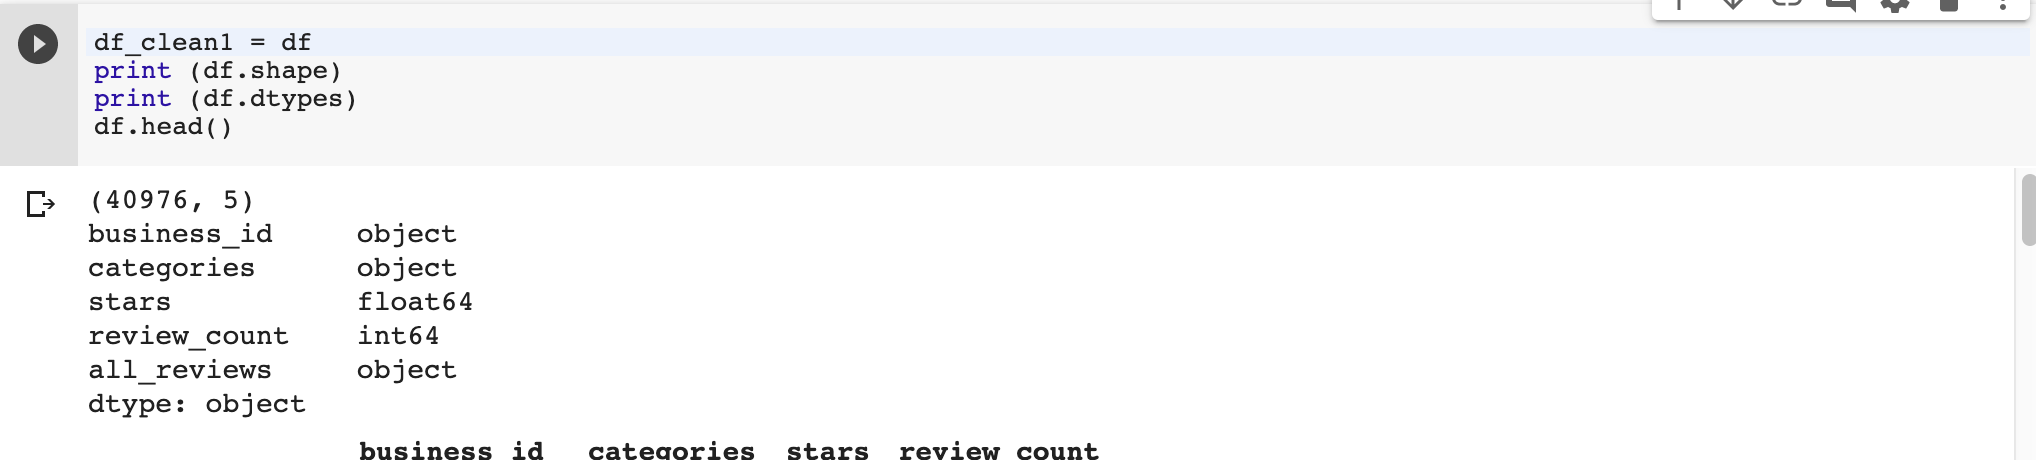 df_clean1 = df
print (df.shape)
print (df.dtypes)
df.head()
(40976, 5)
business_id     object
categories      object
stars           float64
review_count    int64
all_reviews     object
dtype: object
business_id categories stars review_count